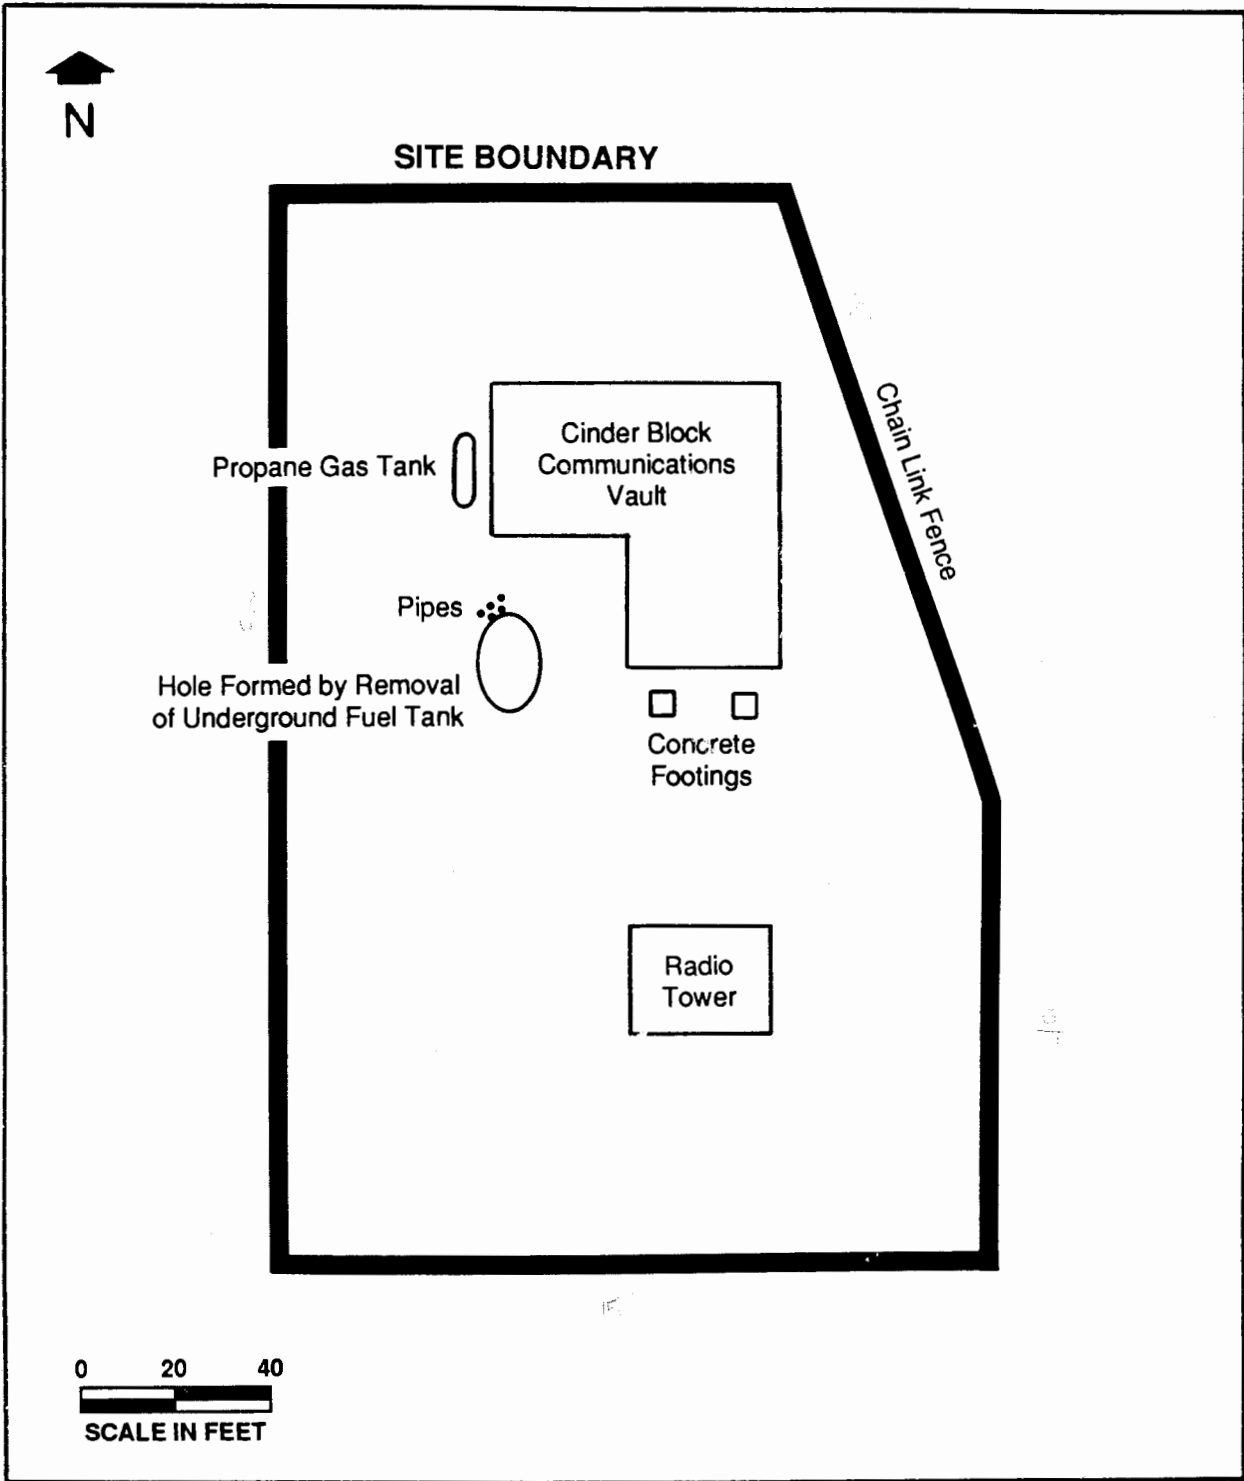 N
SITE BOUNDARY
Chain Link Fence
Cinder Block
Communications
Vault
Propane Gas Tank
Pipes
Hole Formed by Removal
of Underground Fuel Tank
Concrete
Footings
Radio
Tower
0 20 40
SCALE IN FEET